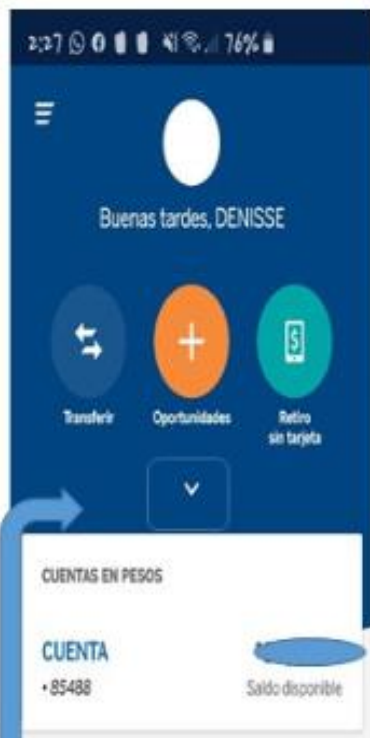 2:27 76%
Buenas tardes, DENISSE
Transferir Oportunidades Retiro sin tarjeta
CUENTAS EN PESOS
CUENTA
• 85488 Saldo disponible